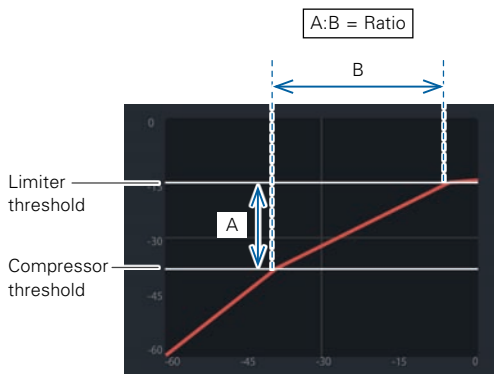 A:B = Ratio
B
0
Limiter
threshold
-15
A
-30
Compressor
threshold
-45
-60
-60 -45 -30 -15 0